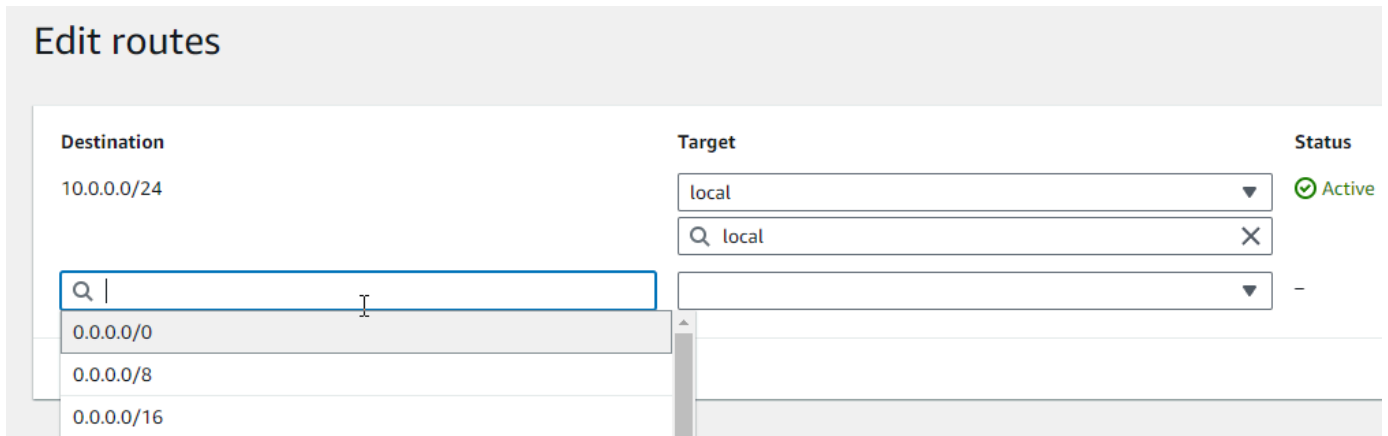 Edit routes
Destination Target Status
10.0.0.0/24 local Active
local
–
0.0.0.0/0
0.0.0.0/8
0.0.0.0/16